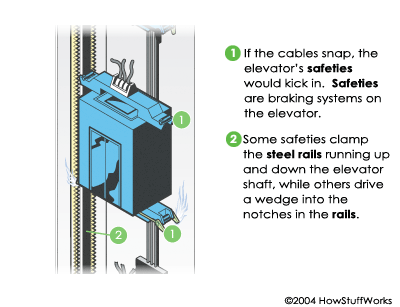 1 If the cables snap, the
elevator's safeties
would kick in. Safeties
are braking systems on
the elevator.
2 Some safeties clamp
the steel rails running up
and down the elevator
shaft, while others drive
a wedge into the
notches in the rails.
1
2
1
©2004 HowStuffWorks